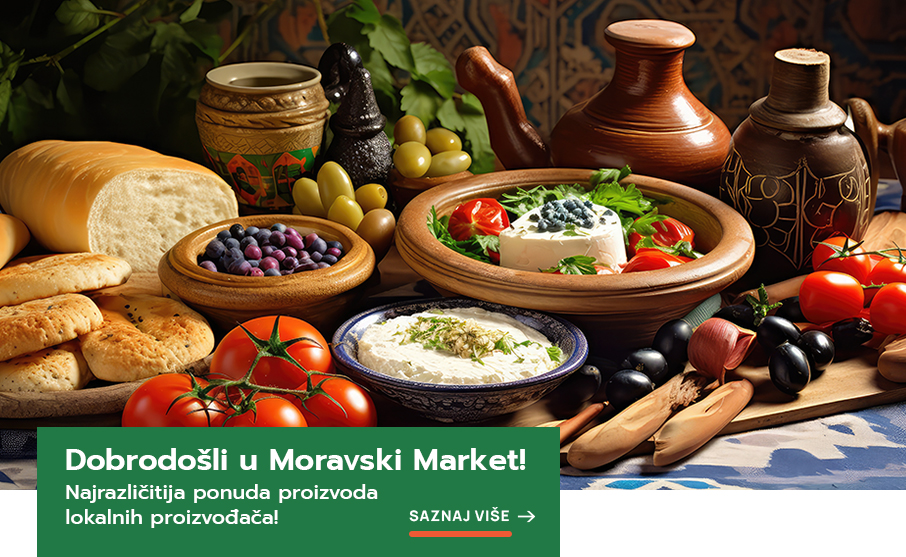 Dobrodošli u Moravski Market!
Najrazličitija ponuda proizvoda
lokalnih proizvođača!
SAZNAJ VIŠE →